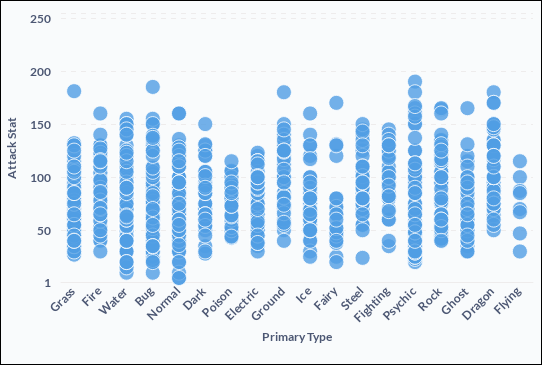 250
200
150
100
50
1
Attack Stat
Grass
Fire
Water
Bug
Normal
Dark
Poison
Electric
Ground
Ice
Fairy
Steel
Fighting
Psychic
Rock
Ghost
Dragon
Flying
Primary Type